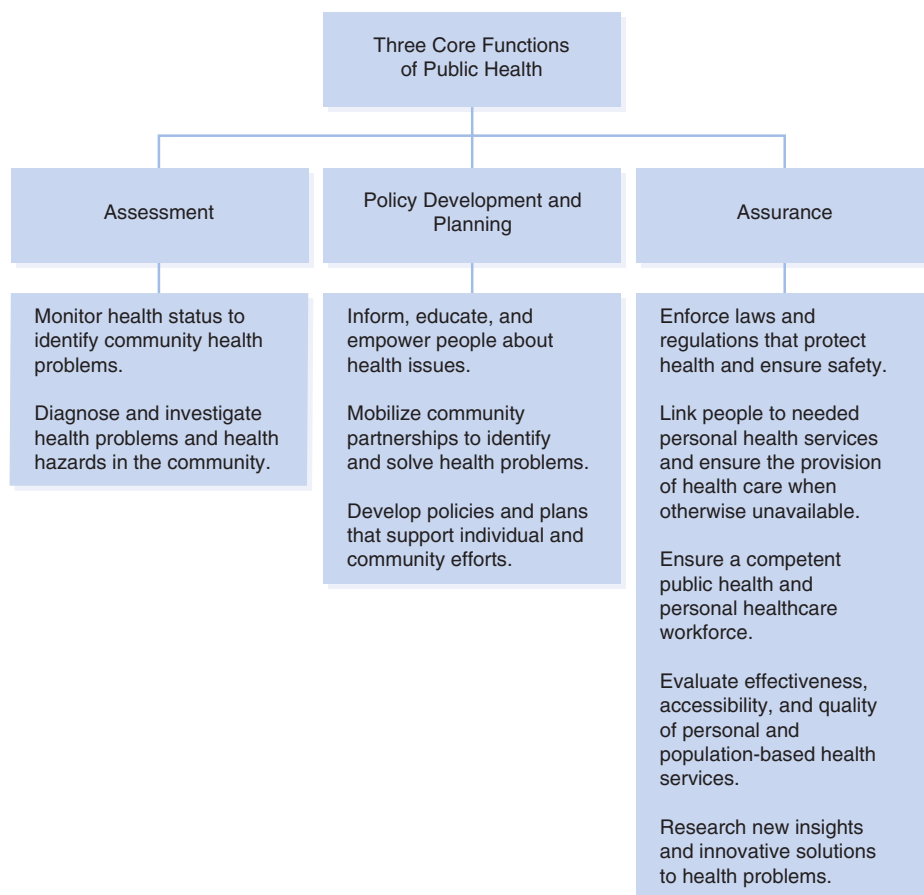 Three Core Functions
of Public Health
Assessment
Policy Development and
Planning
Assurance
Monitor health status to
identify community health
problems.
Diagnose and investigate
health problems and health
hazards in the community.
Inform, educate, and
empower people about
health issues.
Mobilize community
partnerships to identify
and solve health problems.
Develop policies and plans
that support individual and
community efforts.
Enforce laws and
regulations that protect
health and ensure safety.
Link people to needed
personal health services
and ensure the provision
of health care when
otherwise unavailable.
Ensure a competent
public health and
personal healthcare
workforce.
Evaluate effectiveness,
accessibility, and quality
of personal and
population-based health
services.
Research new insights
and innovative solutions
to health problems.